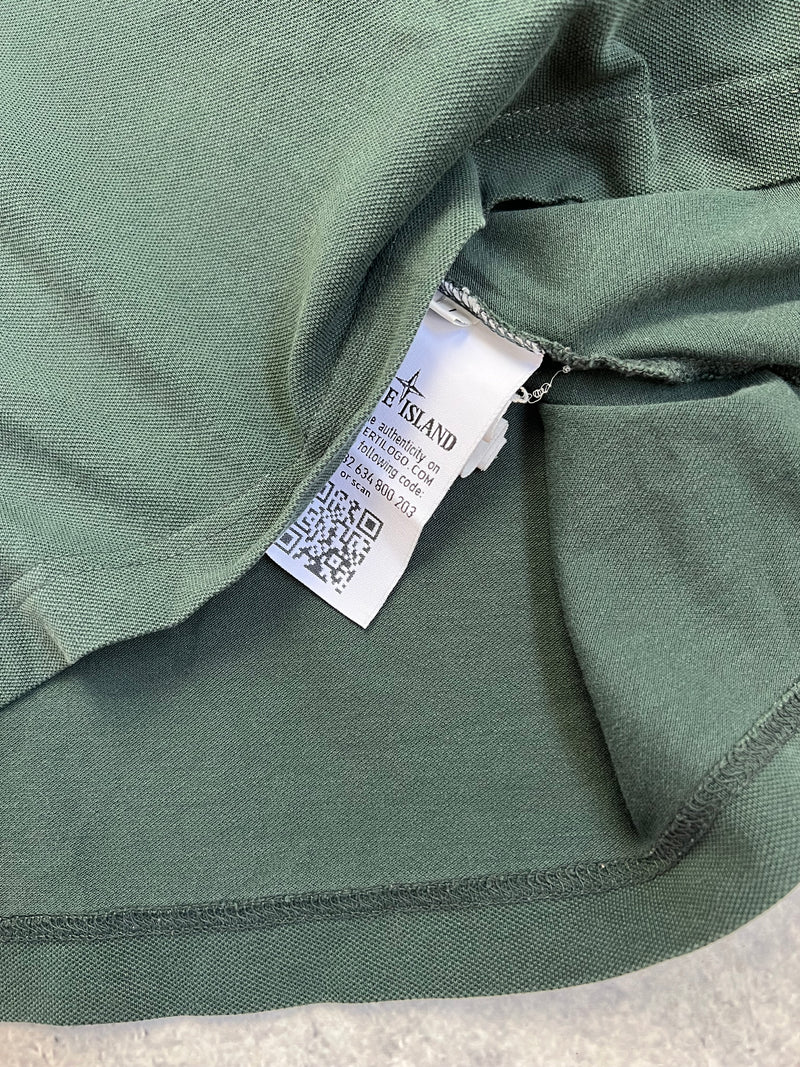 E ISLAND
e authenticity on
ERTILOGO.COM
following code:
32 634 800 203
or scan